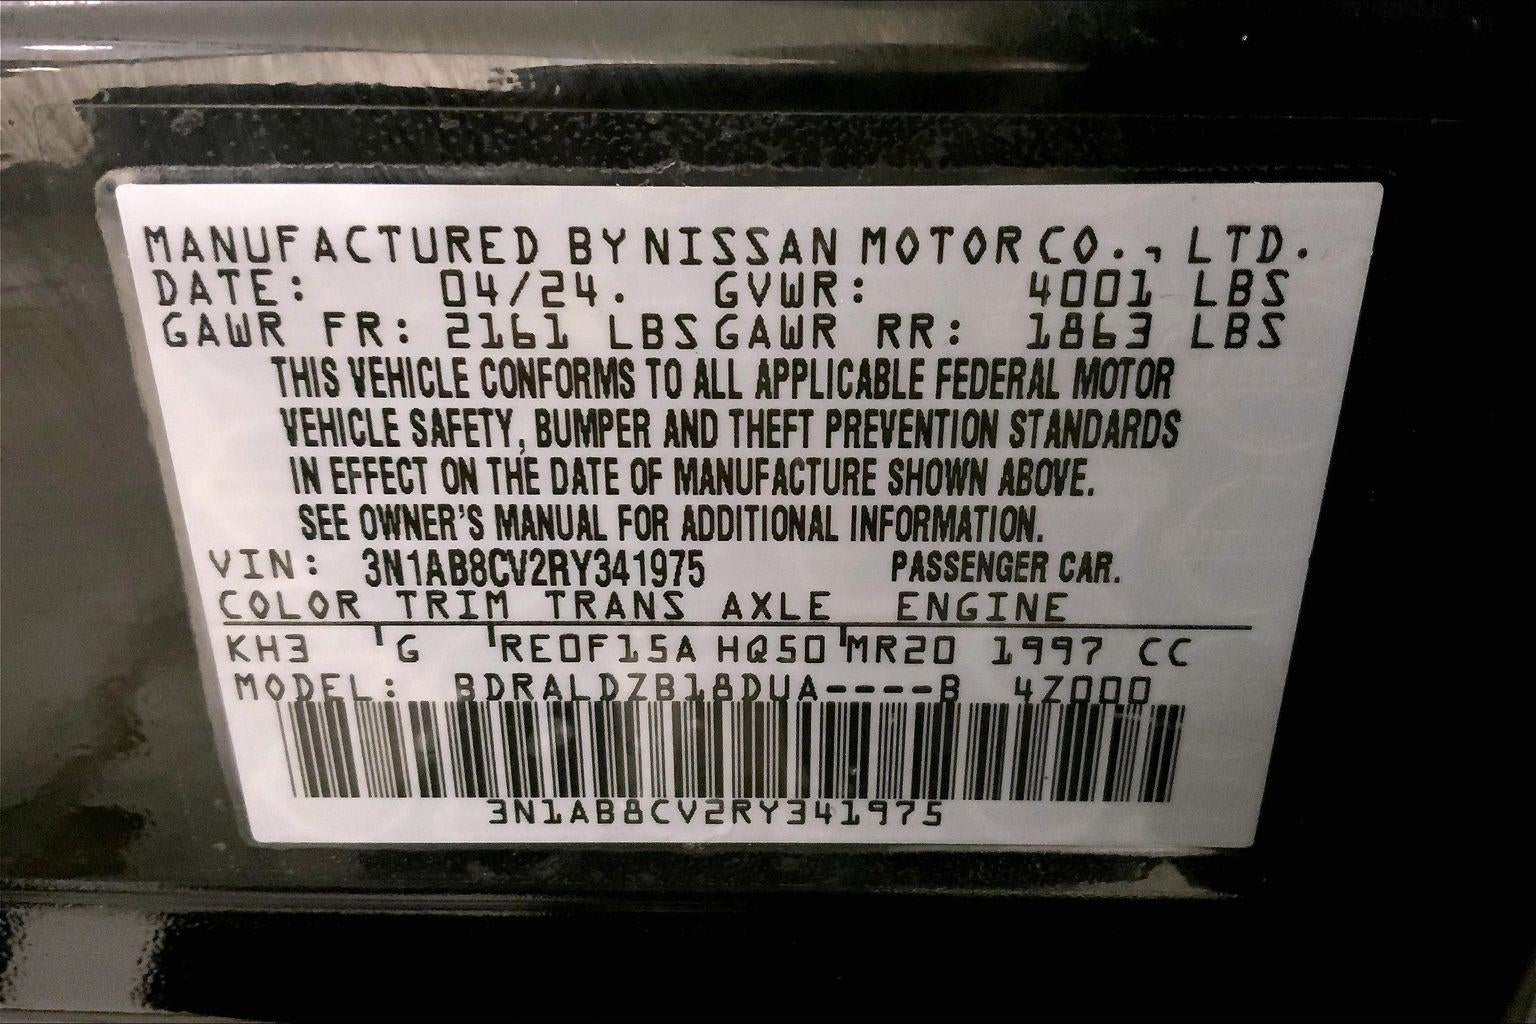 MANUFACTURED BY NISSAN MOTOR CO., LTD.
DATE: 04/24. GVWR: 4001 LBS
GAWR FR: 2161 LBS GAWR RR: 1863 LBS
THIS VEHICLE CONFORMS TO ALL APPLICABLE FEDERAL MOTOR
VEHICLE SAFETY, BUMPER AND THEFT PREVENTION STANDARDS
IN EFFECT ON THE DATE OF MANUFACTURE SHOWN ABOVE.
SEE OWNER'S MANUAL FOR ADDITIONAL INFORMATION.
VIN: 3N1AB8CV2RY341975 PASSENGER CAR.
COLOR TRIM TRANS AXLE ENGINE
KH3 G RE0F15A HQ50 MR20 1997 CC
MODEL: BDRALDZB18DUA----B 4Z000
3N1AB8CV2RY341975